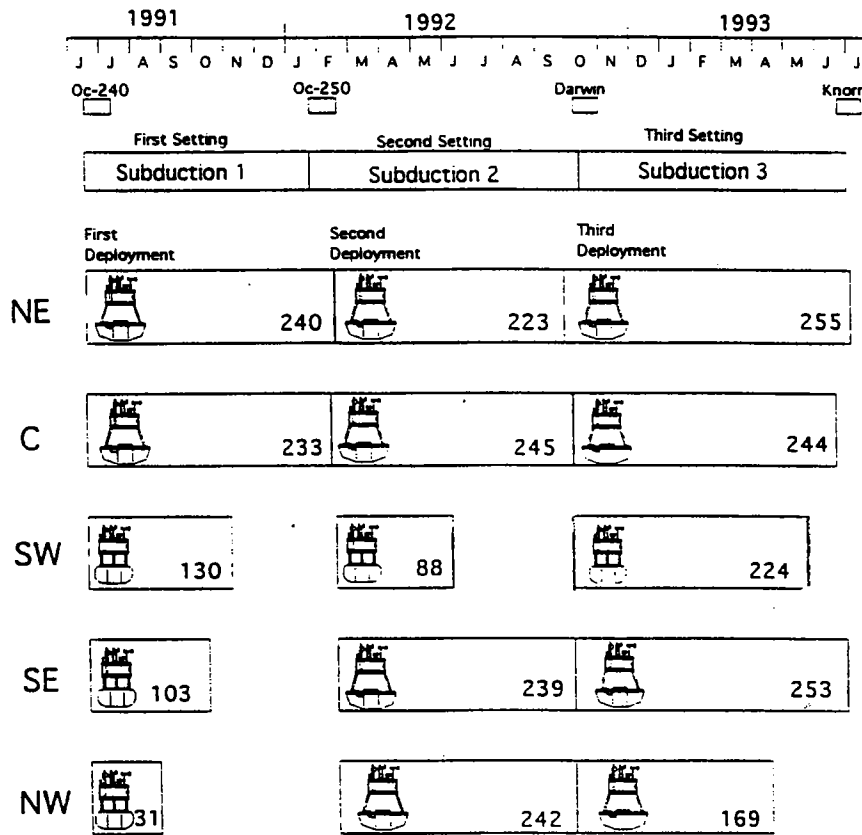 1991 1992 1993
J J A S O N D J F M A M J J A S O N D J F M A M J J
Oc-240 Oc-250 Darwin Knorr
First Setting Second Setting Third Setting
Subduction 1 Subduction 2 Subduction 3
First Second Third
Deployment Deployment Deployment
NE 240 223 255
C 233 245 244
SW 130 88 224
SE 103 239 253
NW 31 242 169